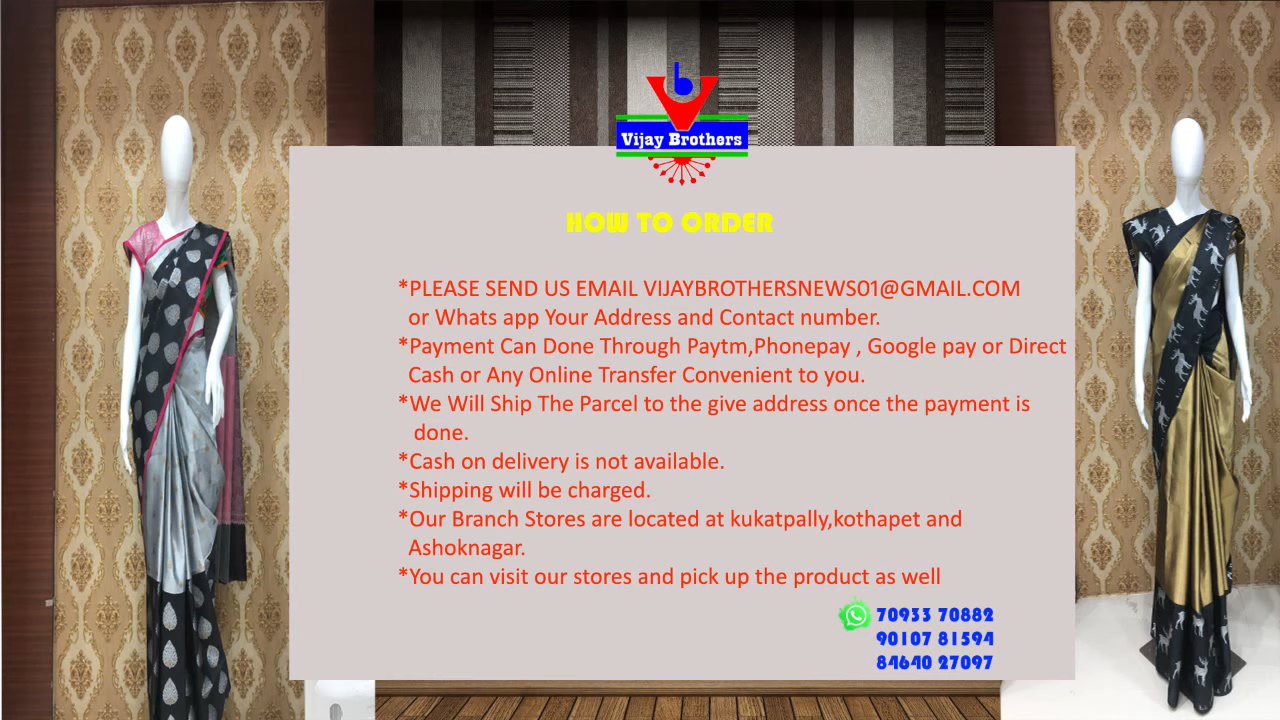 b
Vijay Brothers
HOW TO ORDER
*PLEASE SEND US EMAIL VIJAYBROTHERSNEWS01@GMAIL.COM
or Whats app Your Address and Contact number.
*Payment Can Done Through Paytm,Phonepay , Google pay or Direct
Cash or Any Online Transfer Convenient to you.
*We Will Ship The Parcel to the give address once the payment is
done.
*Cash on delivery is not available.
*Shipping will be charged.
*Our Branch Stores are located at kukatpally,kothapet and
Ashoknagar.
*You can visit our stores and pick up the product as well
70933 70882
90107 81594
84640 27097